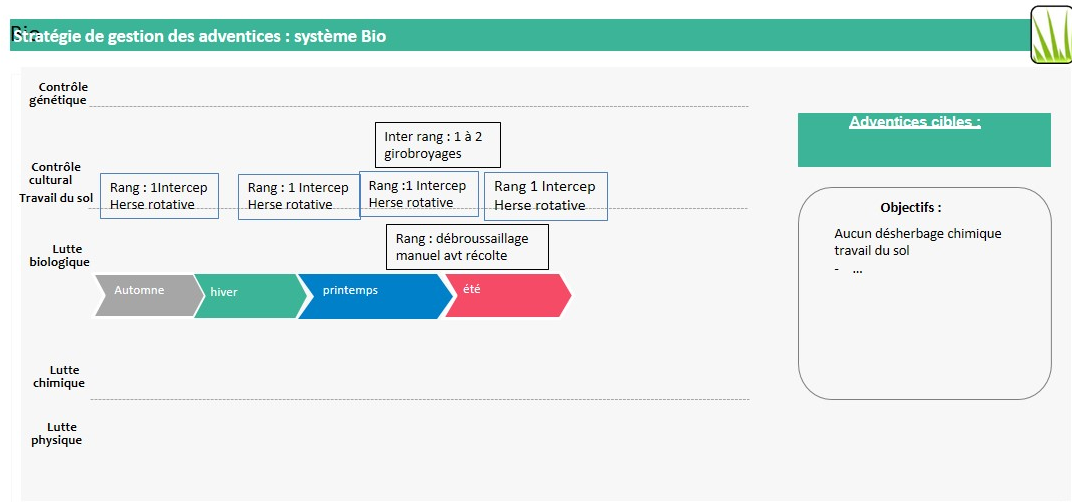 Bio
Stratégie de gestion des adventices : système Bio
Contrôle
génétique
Adventices cibles :
Inter rang : 1 à 2
girobroyages
Contrôle
cultural
Travail du sol
Rang : 1Intercep
Herse rotative
Rang : 1 Intercep
Herse rotative
Rang :1 Intercep
Herse rotative
Rang 1 Intercep
Herse rotative
Objectifs :
Aucun désherbage chimique
travail du sol
- ...
Rang : débroussaillage
manuel avt récolte
Lutte
biologique
Automne
hiver
printemps
été
Lutte
chimique
Lutte
physique